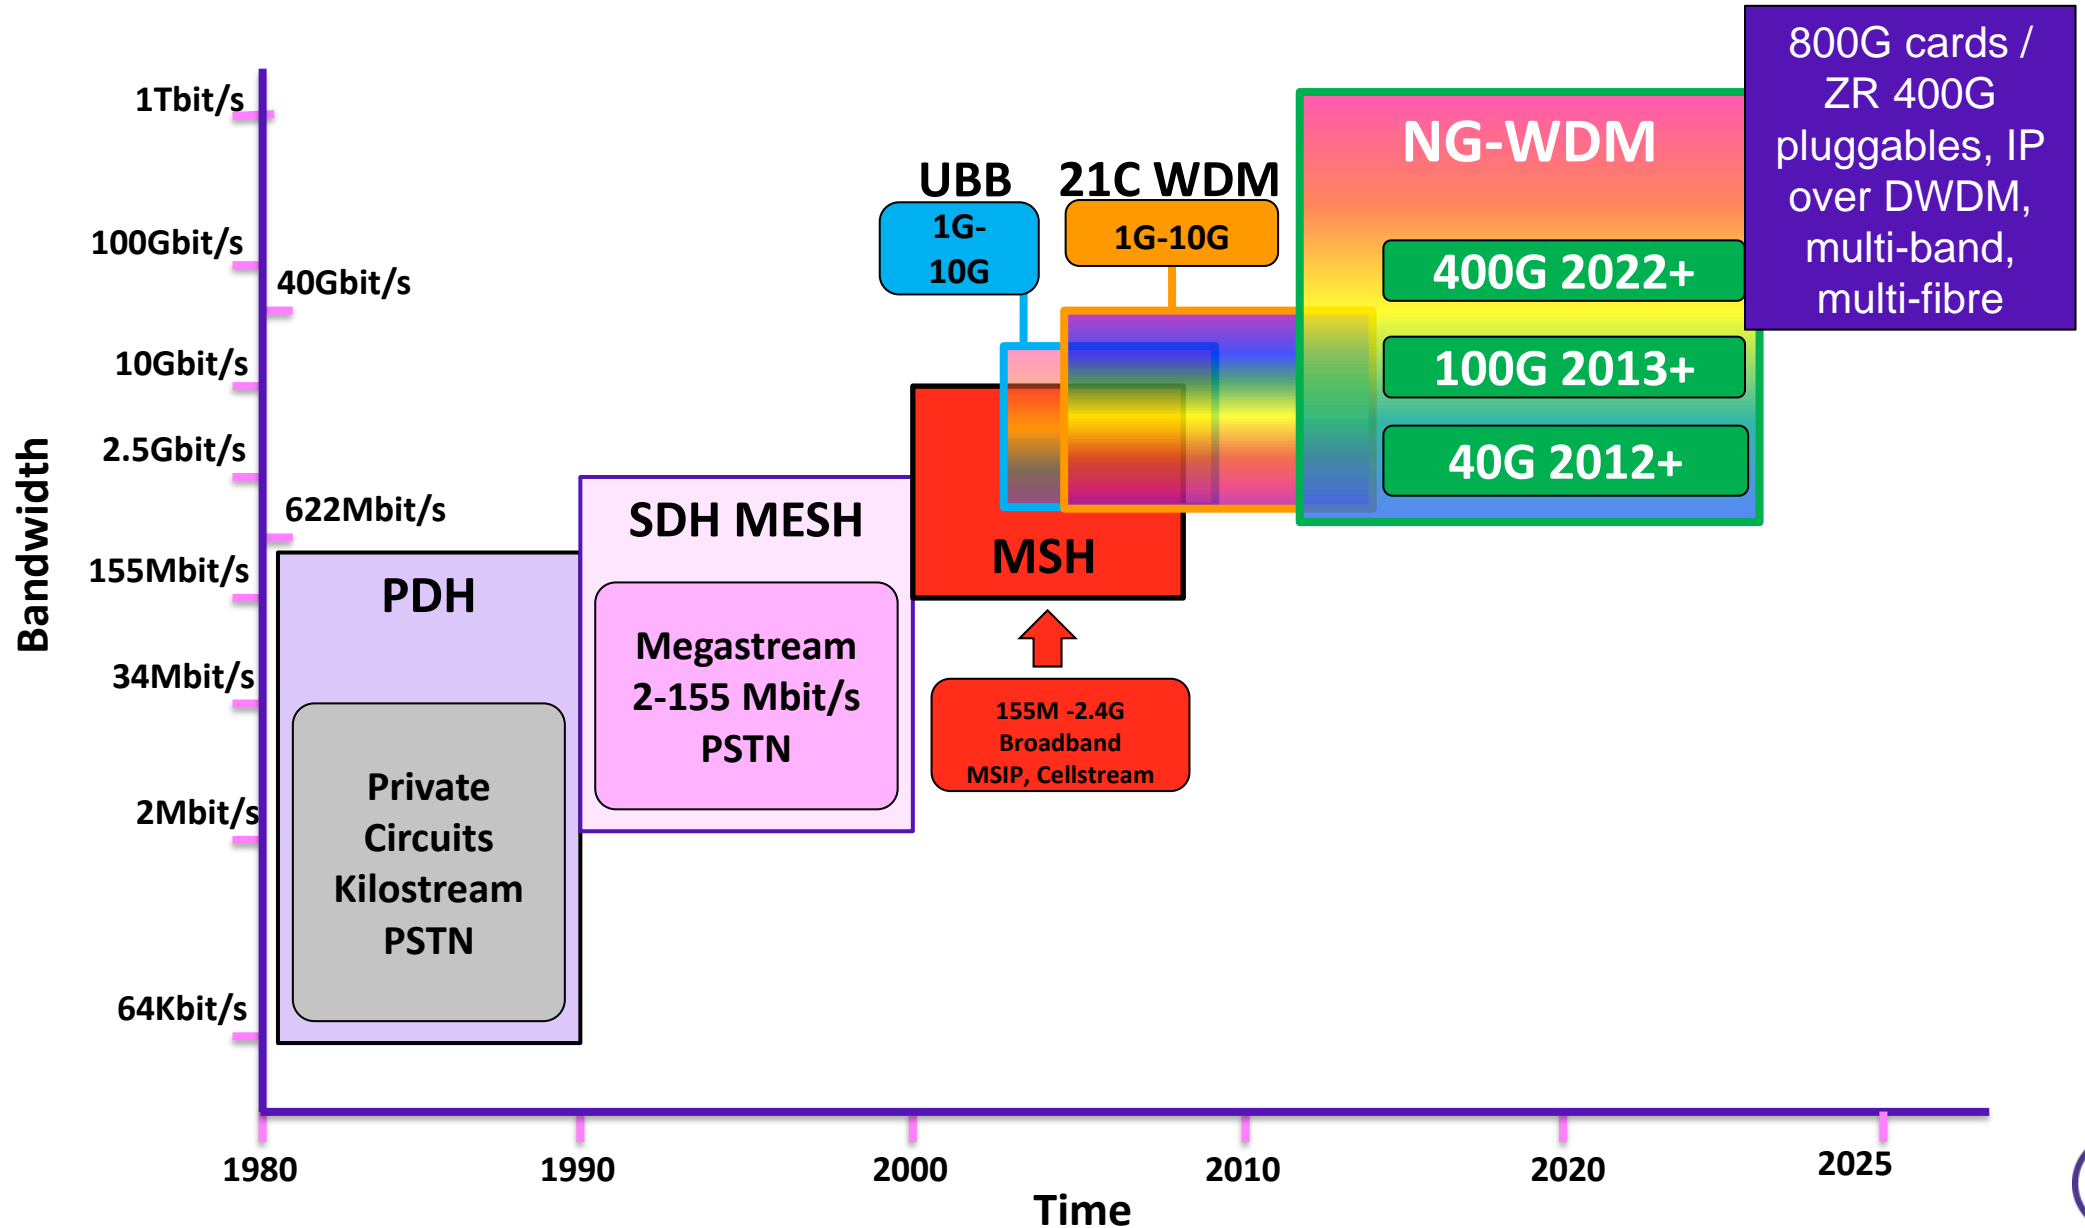 1Tbit/s
100Gbit/s
40Gbit/s
10Gbit/s
2.5Gbit/s
622Mbit/s
155Mbit/s
34Mbit/s
2Mbit/s
64Kbit/s
Bandwidth
PDH
Private
Circuits
Kilostream
PSTN
SDH MESH
Megastream
2-155 Mbit/s
PSTN
MSH
155M -2.4G
Broadband
MSIP, Cellstream
UBB
1G-
10G
21C WDM
1G-10G
NG-WDM
400G 2022+
100G 2013+
40G 2012+
800G cards /
ZR 400G
pluggables, IP
over DWDM,
multi-band,
multi-fibre
1980
1990
2000
2010
2020
2025
Time